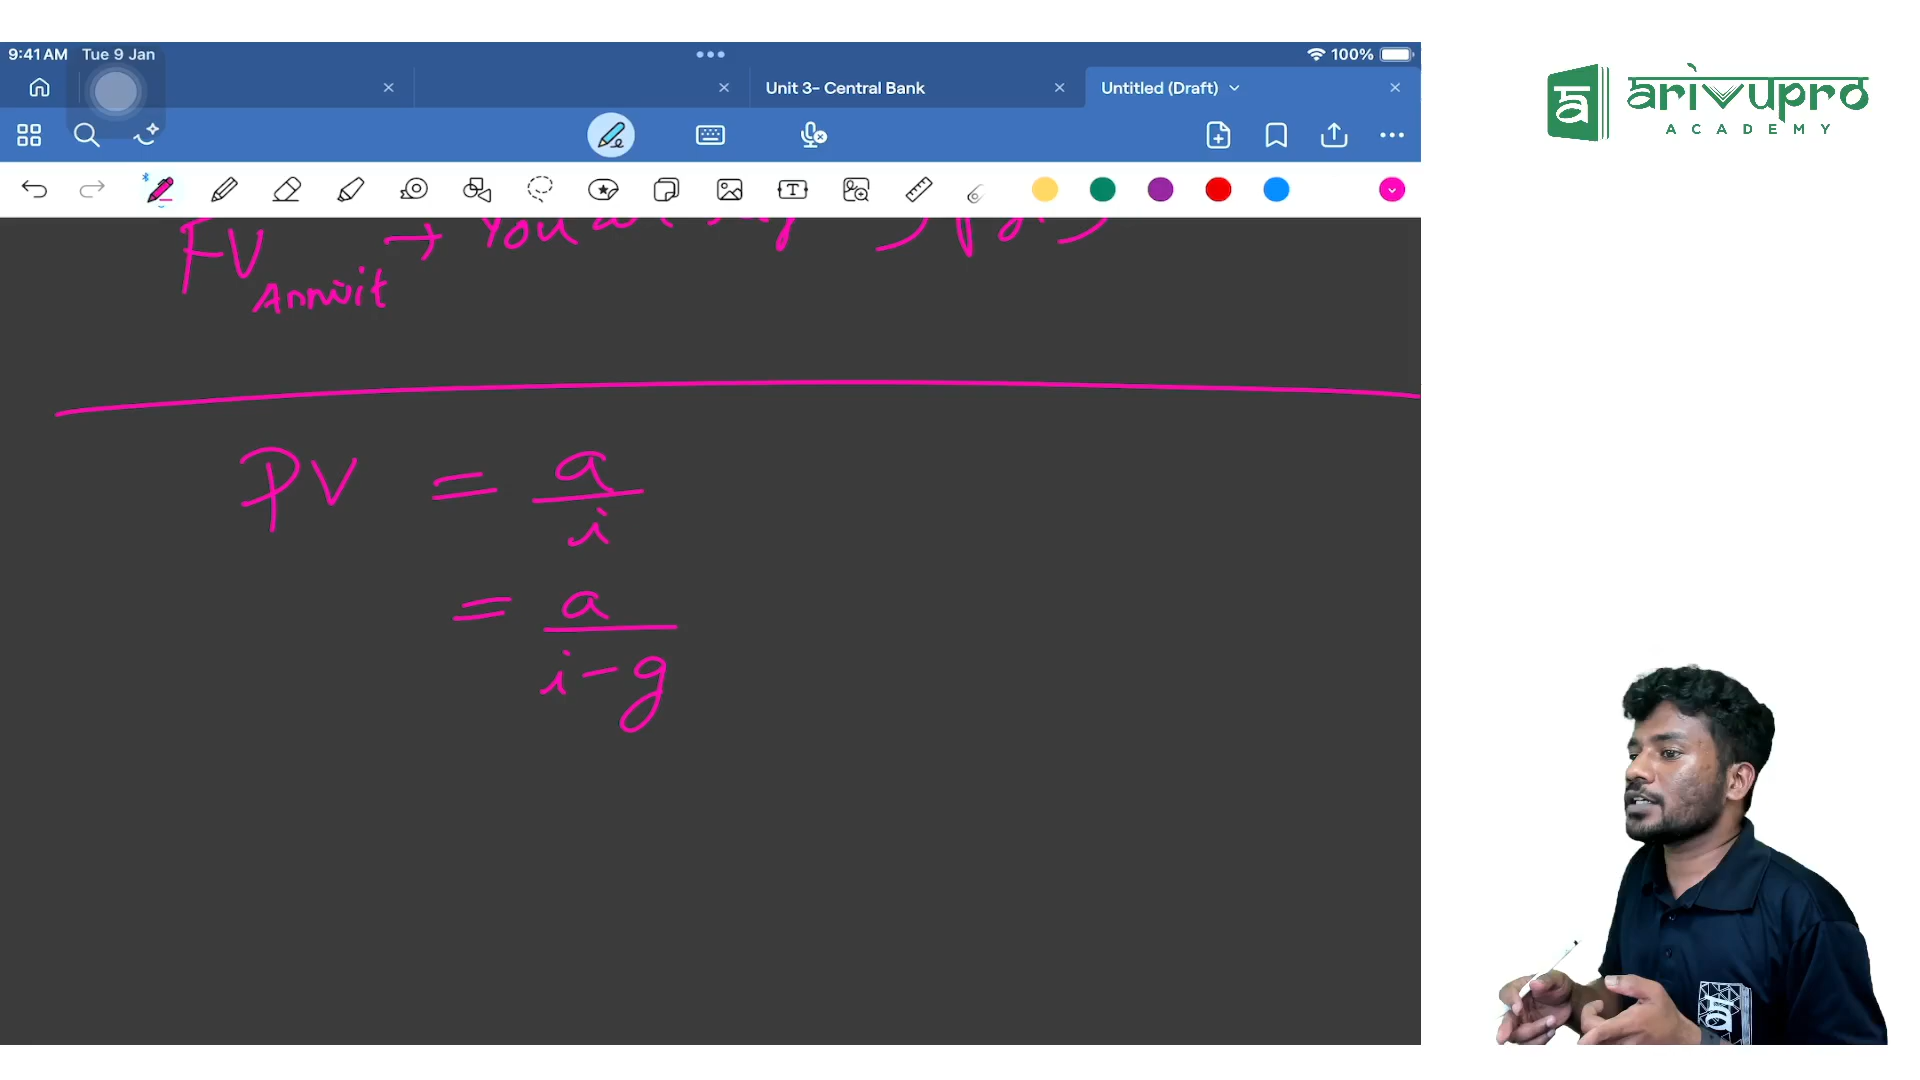 9:41 AM Tue 9 Jan
100%
Unit 3- Central Bank
Untitled (Draft)
arivupro
ACADEMY
FV → You
Annuit
PV = a
i
= a
i-g